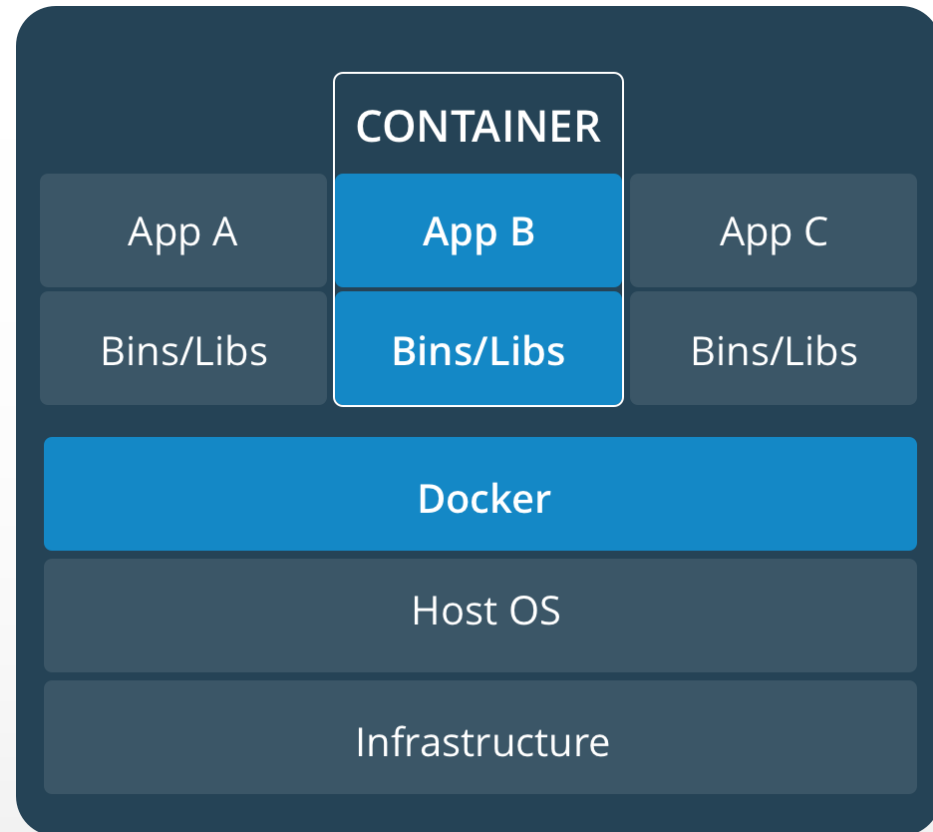 CONTAINER
App A
App B
App C
Bins/Libs
Bins/Libs
Bins/Libs
Docker
Host OS
Infrastructure